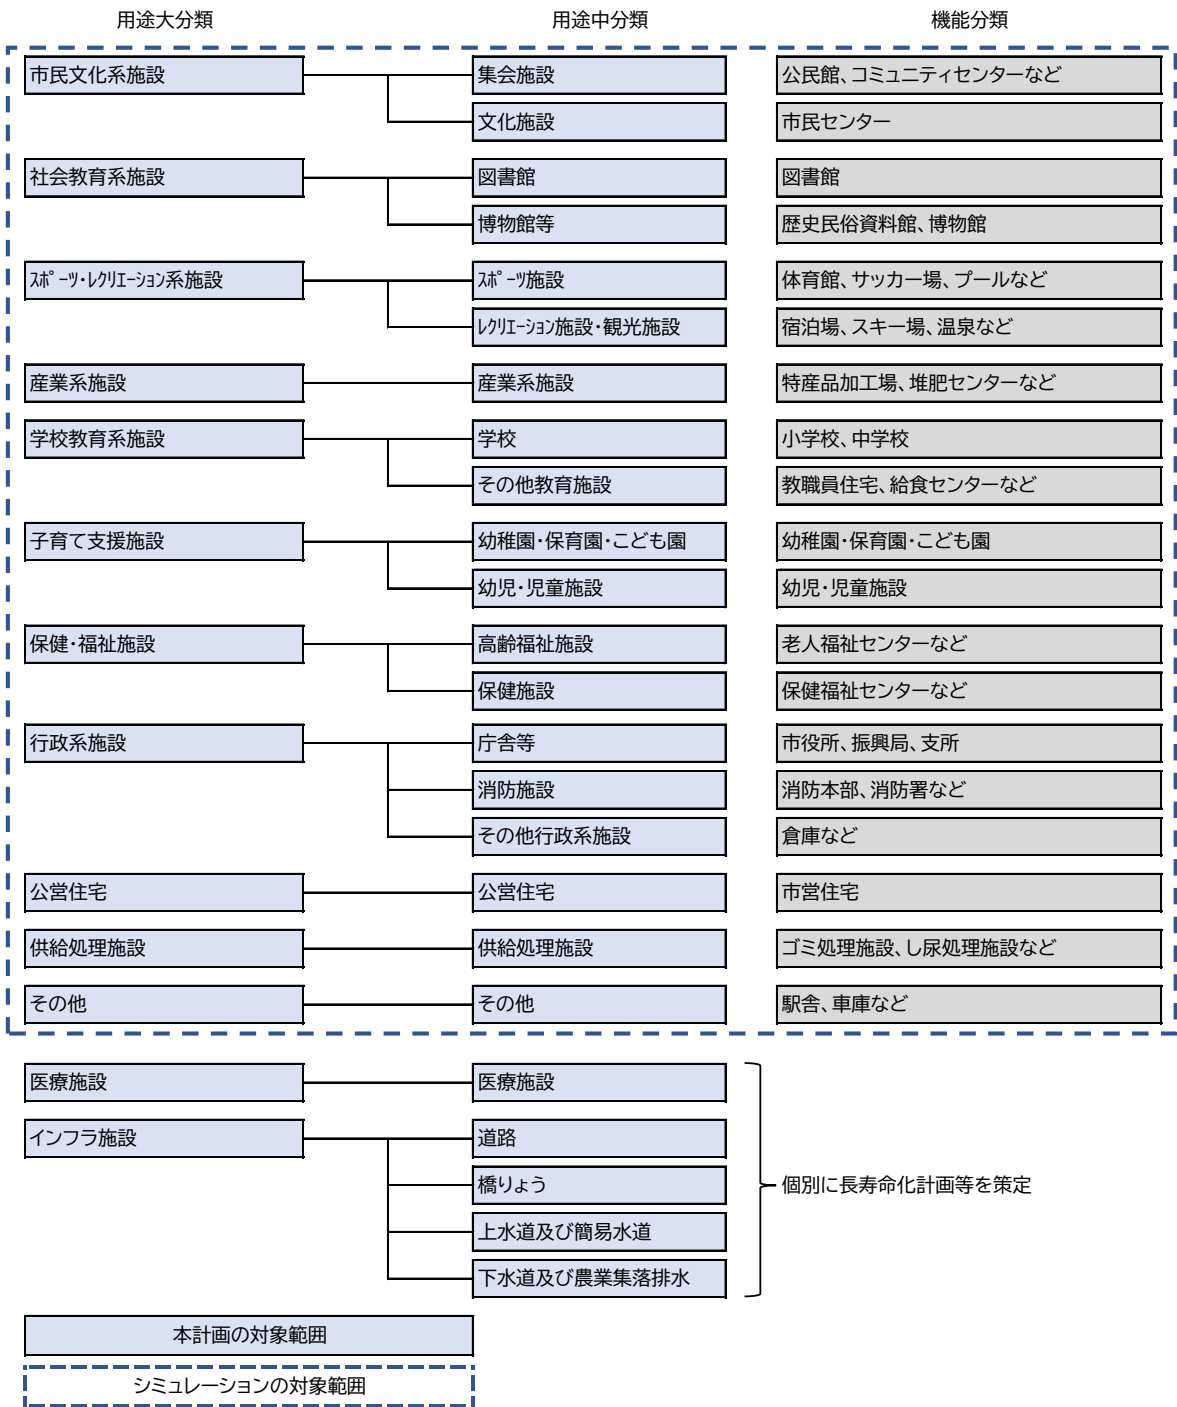 用途大分類 用途中分類 機能分類
市民文化系施設 集会施設 公民館、コミュニティセンターなど
文化施設 市民センター
社会教育系施設 図書館 図書館
博物館等 歴史民俗資料館、博物館
ｽﾎﾟｰﾂ･ﾚｸﾘｴｰｼｮﾝ系施設 ｽﾎﾟｰﾂ施設 体育館、サッカー場、プールなど
ﾚｸﾘｴｰｼｮﾝ施設・観光施設 宿泊場、スキー場、温泉など
産業系施設 産業系施設 特産品加工場、堆肥センターなど
学校教育系施設 学校 小学校、中学校
その他教育施設 教職員住宅、給食センターなど
子育て支援施設 幼稚園・保育園・こども園 幼稚園・保育園・こども園
幼児・児童施設 幼児・児童施設
保健・福祉施設 高齢福祉施設 老人福祉センターなど
保健施設 保健福祉センターなど
行政系施設 庁舎等 市役所、振興局、支所
消防施設 消防本部、消防署など
その他行政系施設 倉庫など
公営住宅 公営住宅 市営住宅
供給処理施設 供給処理施設 ゴミ処理施設、し尿処理施設など
その他 その他 駅舎、車庫など
医療施設 医療施設
インフラ施設 道路
橋りょう 個別に長寿命化計画等を策定
上水道及び簡易水道
下水道及び農業集落排水
本計画の対象範囲
シミュレーションの対象範囲